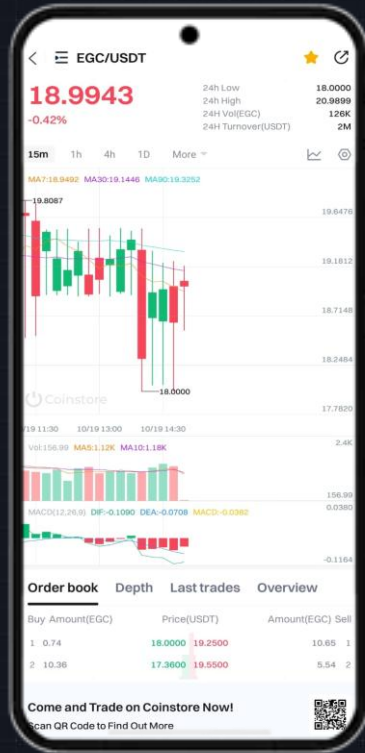 EGC/USDT
18.9943
-0.42%
24h Low 18.0000
24h High 20.9899
24H Vol(EGC) 126K
24H Turnover(USDT) 2M
15m 1h 4h 1D More
MA7:18.9492 MA30:19.1446 MA90:19.3252
19.8087
19.6476
19.1812
18.7148
18.2484
18.0000
Coinstore
17.7820
/19 11:30 10/19 13:00 10/19 14:30
Vol:156.99 MA5:1.12K MA10:1.18K
2.4K
156.99
MACD(12,26,9) DIF:-0.1090 DEA:-0.0708 MACD:-0.0382
0.0380
-0.1164
Order book Depth Last trades Overview
Buy Amount(EGC) Price(USDT) Amount(EGC) Sell
1 0.74 18.0000 19.2500 10.65 1
2 10.36 17.3600 19.5500 5.54 2
Come and Trade on Coinstore Now!
Scan QR Code to Find Out More